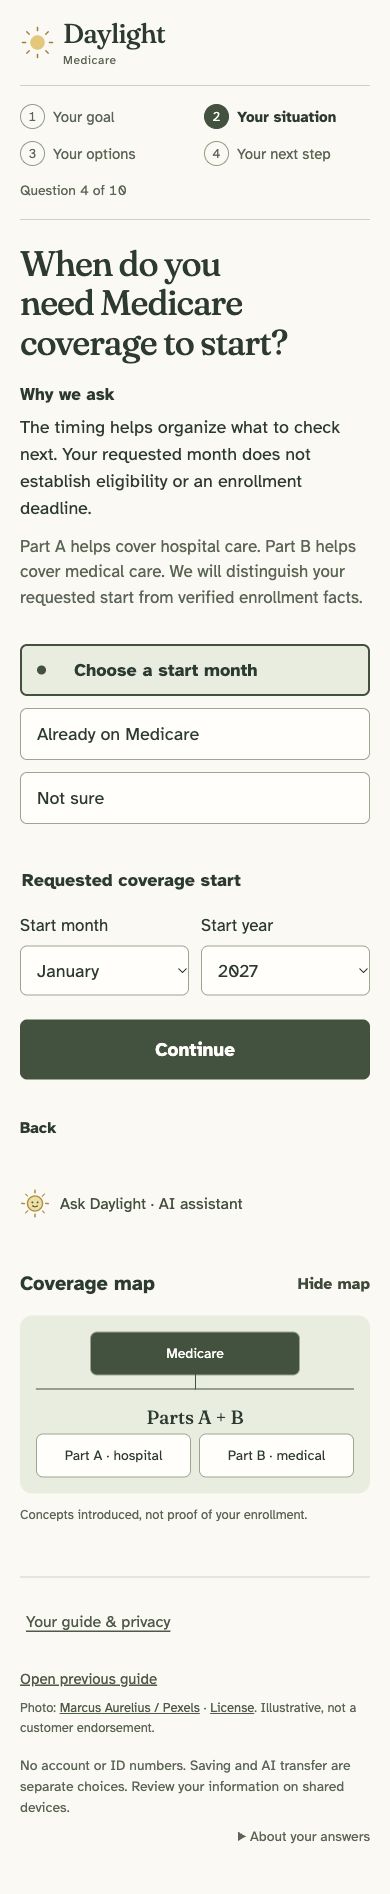 Daylight
Medicare
1 Your goal
2 Your situation
3 Your options
4 Your next step
Question 4 of 10
When do you
need Medicare
coverage to start?
Why we ask
The timing helps organize what to check
next. Your requested month does not
establish eligibility or an enrollment
deadline.
Part A helps cover hospital care. Part B helps
cover medical care. We will distinguish your
requested start from verified enrollment facts.
Choose a start month
Already on Medicare
Not sure
Requested coverage start
Start month
Start year
January
2027
Continue
Back
Ask Daylight · AI assistant
Coverage map
Hide map
Medicare
Parts A + B
Part A · hospital
Part B · medical
Concepts introduced, not proof of your enrollment.
Your guide & privacy
Open previous guide
Photo: Marcus Aurelius / Pexels · License. Illustrative, not a
customer endorsement.
No account or ID numbers. Saving and AI transfer are
separate choices. Review your information on shared
devices.
▶ About your answers